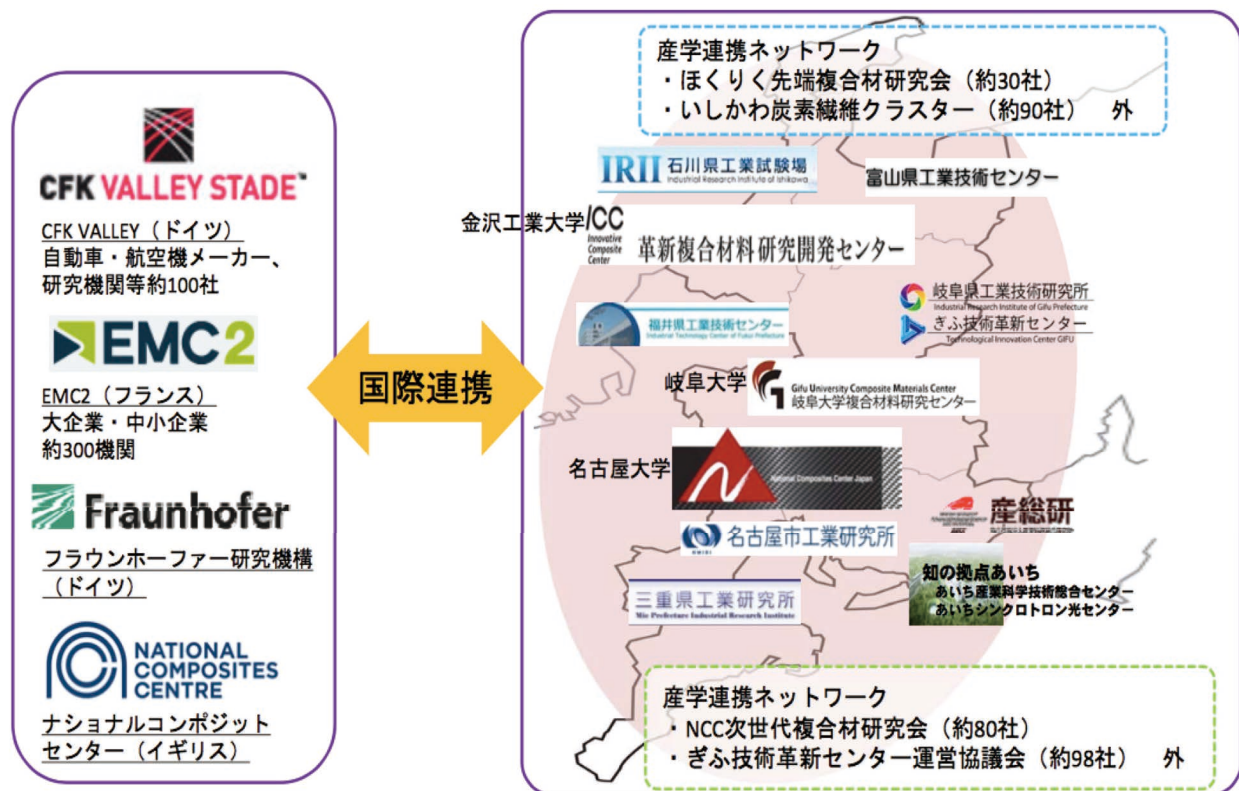 CFK VALLEY STADE™
CFK VALLEY（ドイツ）
自動車・航空機メーカー、
研究機関等約100社
EMC2
EMC2（フランス）
大企業・中小企業
約300機関
Fraunhofer
フラウンホーファー研究機構
（ドイツ）
NATIONAL
COMPOSITES
CENTRE
ナショナルコンポジット
センター（イギリス）
国際連携
産学連携ネットワーク
・ほくりく先端複合材研究会（約30社）
・いしかわ炭素繊維クラスター（約90社）　外
IRII 石川県工業試験場
Industrial Research Institute of Ishikawa
富山県工業技術センター
金沢工業大学
ICC
Innovative
Composite
Center
革新複合材料研究開発センター
福井県工業技術センター
Industrial Technology Center of Fukui Prefecture
岐阜県工業技術研究所
Industrial Research Institute of Gifu Prefecture
ぎふ技術革新センター
Technological Innovation Center GIFU
岐阜大学
Gifu University Composite Materials Center
岐阜大学複合材料研究センター
名古屋大学
National Composites Center Japan
産総研
名古屋市工業研究所
知の拠点あいち
あいち産業科学技術総合センター
あいちシンクロトロン光センター
三重県工業研究所
Mie Prefecture Industrial Research Institute
産学連携ネットワーク
・NCC次世代複合材研究会（約80社）
・ぎふ技術革新センター運営協議会（約98社）　外